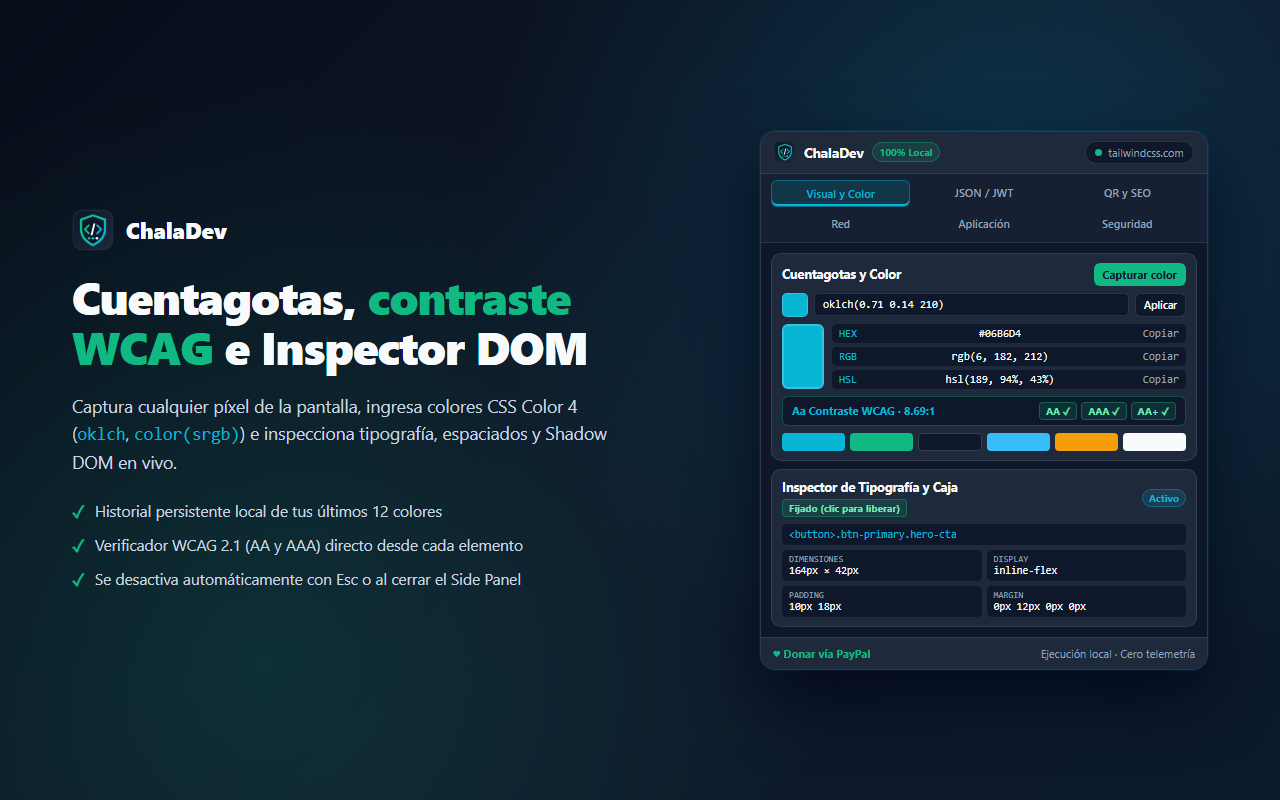 ChalaDev
Cuentagotas, contraste
WCAG e Inspector DOM
Captura cualquier píxel de la pantalla, ingresa colores CSS Color 4
(oklch, color(srgb)) e inspecciona tipografía, espaciados y Shadow
DOM en vivo.
✓ Historial persistente local de tus últimos 12 colores
✓ Verificador WCAG 2.1 (AA y AAA) directo desde cada elemento
✓ Se desactiva automáticamente con Esc o al cerrar el Side Panel
ChalaDev 100% Local tailwindcss.com
Visual y Color JSON / JWT QR y SEO
Red Aplicación Seguridad
Cuentagotas y Color Capturar color
oklch(0.71 0.14 210) Aplicar
HEX #06B6D4 Copiar
RGB rgb(6, 182, 212) Copiar
HSL hsl(189, 94%, 43%) Copiar
Aa Contraste WCAG · 8.69:1 AA ✓ AAA ✓ AA+ ✓
Inspector de Tipografía y Caja
Fijado (clic para liberar)
Activo
<button>.btn-primary.hero-cta
DIMENSIONES
164px × 42px
DISPLAY
inline-flex
PADDING
10px 18px
MARGIN
0px 12px 0px 0px
♥ Donar vía PayPal Ejecución local · Cero telemetría